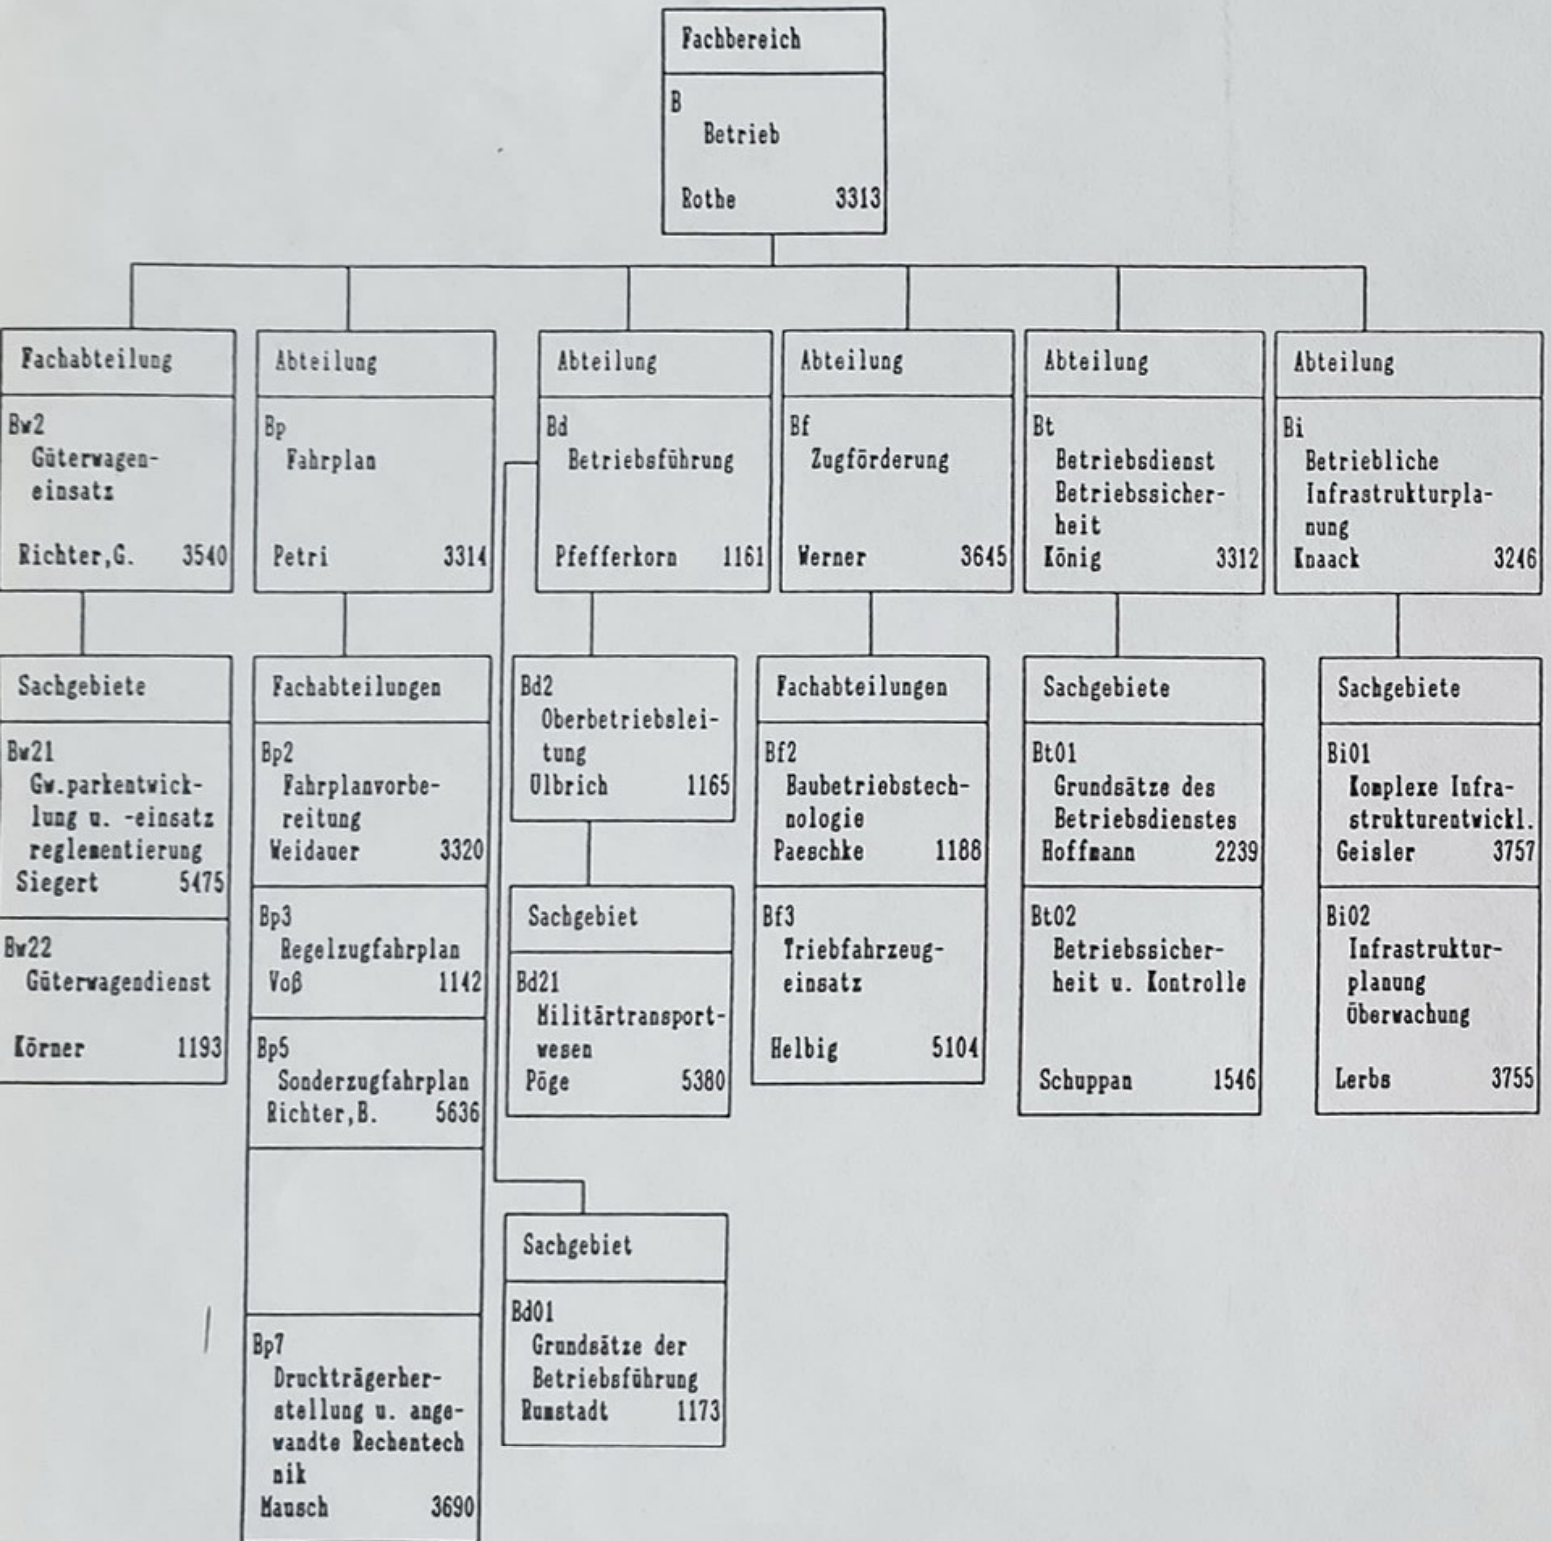 Fachbereich
B
Betrieb
Rothe 3313
Fachabteilung
Bw2
Güterwagen-
einsatz
Richter,G. 3540
Abteilung
Bp
Fahrplan
Petri 3314
Abteilung
Bd
Betriebsführung
Pfefferkorn 1161
Abteilung
Bf
Zugförderung
Werner 3645
Abteilung
Bt
Betriebsdienst
Betriebssicher-
heit
König 3312
Abteilung
Bi
Betriebliche
Infrastrukturpla-
nung
Knaack 3246
Sachgebiete
Bw21
Gw.parkentwick-
lung u. -einsatz
reglementierung
Siegert 5475
Bw22
Güterwagendienst
Körner 1193
Fachabteilungen
Bp2
Fahrplanvorbe-
reitung
Weidauer 3320
Bp3
Regelzugfahrplan
Voß 1142
Bp5
Sonderzugfahrplan
Richter,B. 5636
Bp7
Druckträgerher-
stellung u. ange-
wandte Rechentech
nik
Mausch 3690
Bd2
Oberbetriebslei-
tung
Ulbrich 1165
Sachgebiet
Bd21
Militärtransport-
wesen
Pöge 5380
Sachgebiet
Bd01
Grundsätze der
Betriebsführung
Rumstadt 1173
Fachabteilungen
Bf2
Baubetriebstech-
nologie
Paeschke 1188
Bf3
Triebfahrzeug-
einsatz
Helbig 5104
Sachgebiete
Bt01
Grundsätze des
Betriebsdienstes
Hoffmann 2239
Bt02
Betriebssicher-
heit u. Kontrolle
Schuppan 1546
Sachgebiete
Bi01
Komplexe Infra-
strukturentwickl.
Geisler 3757
Bi02
Infrastruktur-
planung
Überwachung
Lerbs 3755